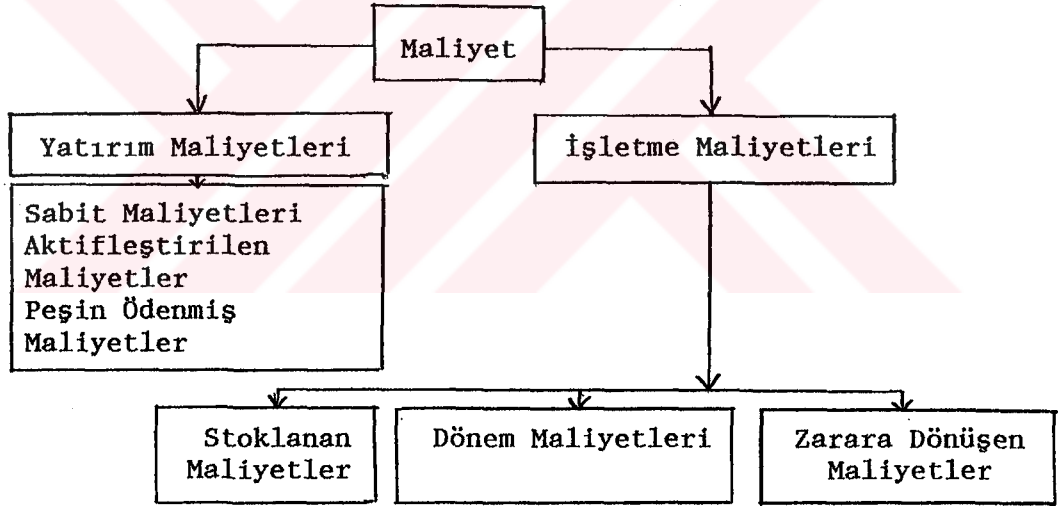 Maliyet
Yatırım Maliyetleri
İşletme Maliyetleri
Sabit Maliyetleri
Aktifleştirilen
Maliyetler
Peşin Ödenmiş
Maliyetler
Stoklanan
Maliyetler
Dönem Maliyetleri
Zarara Dönüşen
Maliyetler